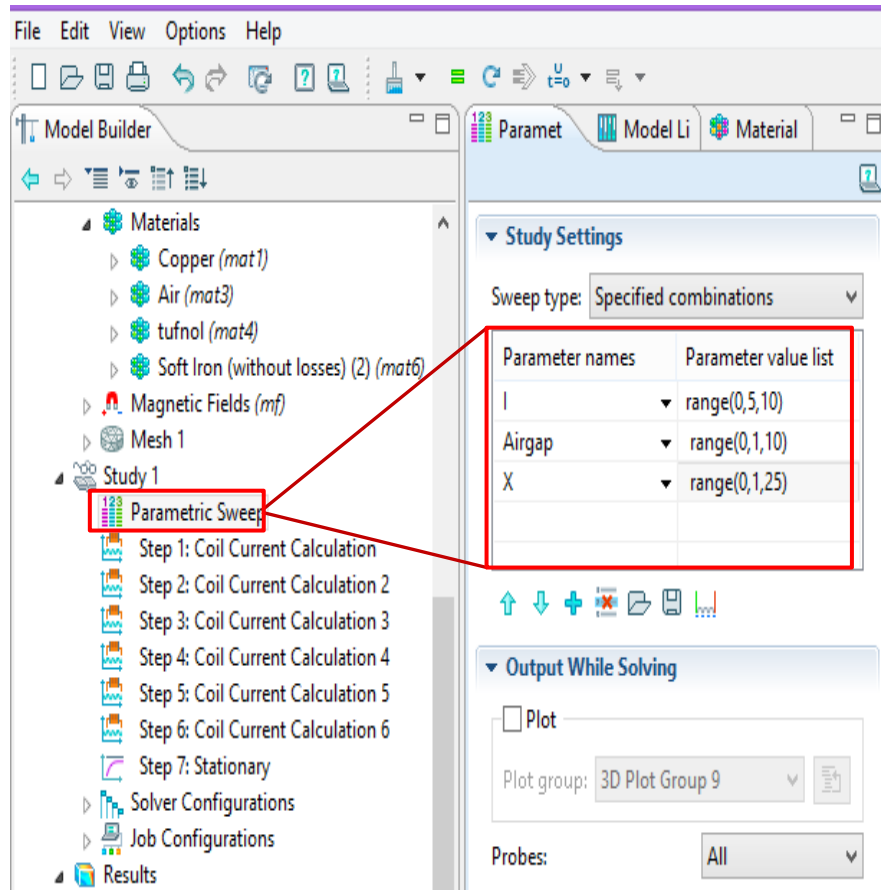 File Edit View Options Help
Model Builder
Materials
Copper (mat1)
Air (mat3)
tufnol (mat4)
Soft Iron (without losses) (2) (mat6)
Magnetic Fields (mf)
Mesh 1
Study 1
Parametric Sweep
Step 1: Coil Current Calculation
Step 2: Coil Current Calculation 2
Step 3: Coil Current Calculation 3
Step 4: Coil Current Calculation 4
Step 5: Coil Current Calculation 5
Step 6: Coil Current Calculation 6
Step 7: Stationary
Solver Configurations
Job Configurations
Results
Paramet Model Li Material
Study Settings
Sweep type: Specified combinations
Parameter names Parameter value list
I range(0,5,10)
Airgap range(0,1,10)
X range(0,1,25)
Output While Solving
Plot
Plot group: 3D Plot Group 9
Probes: All